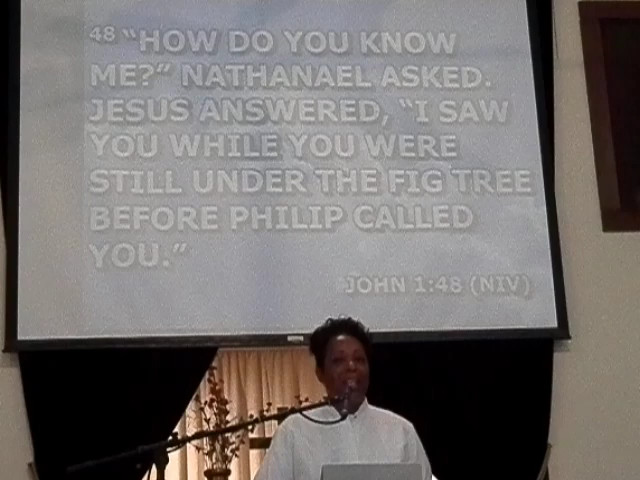 48 “HOW DO YOU KNOW
ME?” NATHANAEL ASKED.
JESUS ANSWERED, “I SAW
YOU WHILE YOU WERE
STILL UNDER THE FIG TREE
BEFORE PHILIP CALLED
YOU.”
JOHN 1:48 (NIV)